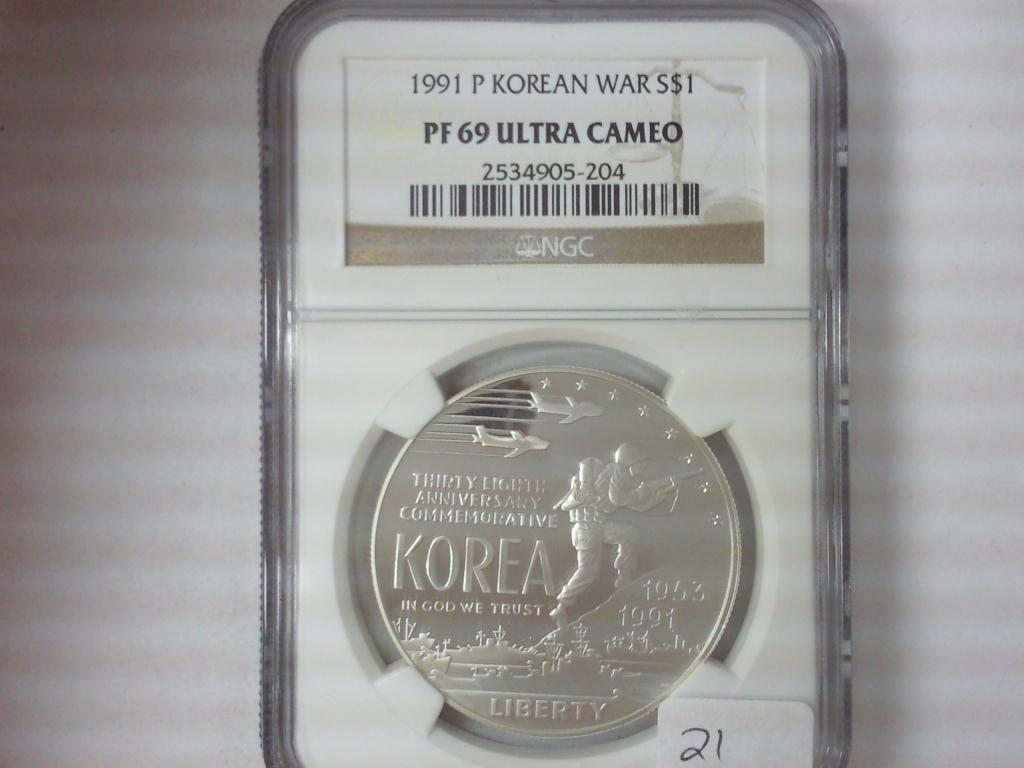 1991 P KOREAN WAR S$1
PF 69 ULTRA CAMEO
2534905-204
NGC
THIRTY EIGHTH
ANNIVERSARY
COMMEMORATIVE
KOREA
IN GOD WE TRUST
1953
1991
LIBERTY
21